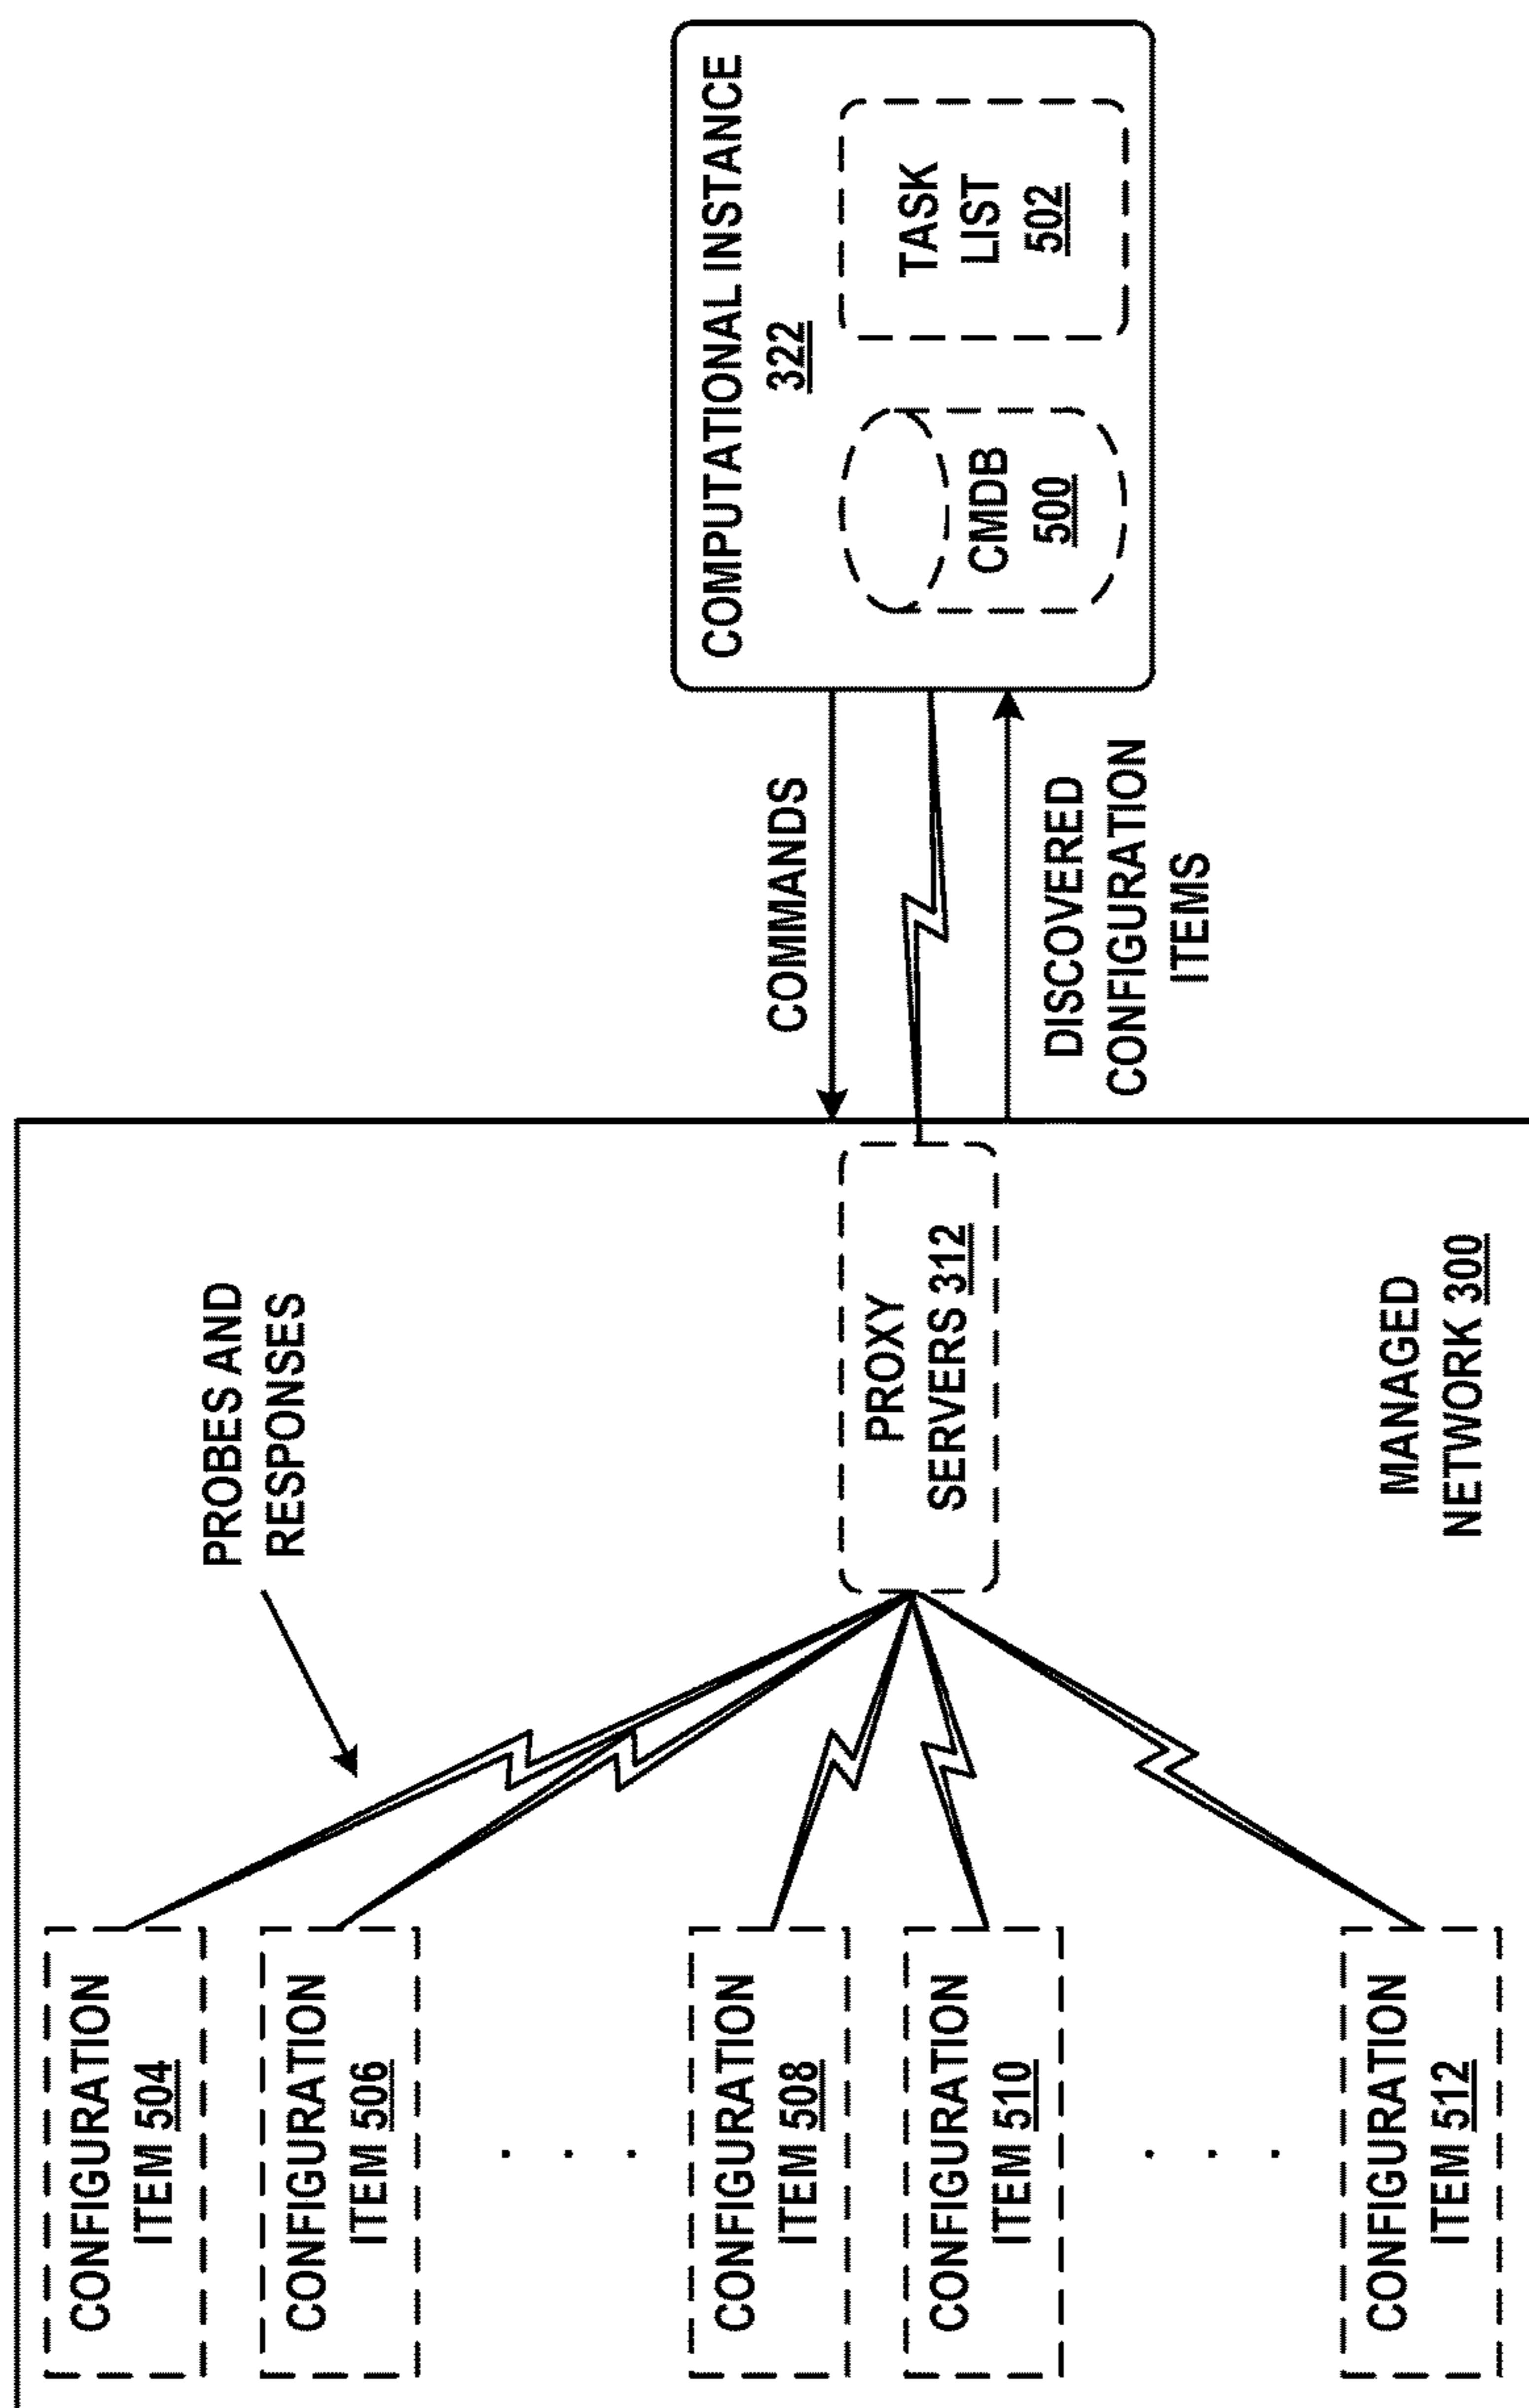 COMPUTATIONAL INSTANCE
322
CMDB
500
TASK
LIST
502
COMMANDS
DISCOVERED
CONFIGURATION
ITEMS
PROBES AND
RESPONSES
PROXY
SERVERS 312
MANAGED
NETWORK 300
CONFIGURATION
ITEM 504
CONFIGURATION
ITEM 506
. . .
CONFIGURATION
ITEM 508
CONFIGURATION
ITEM 510
. . .
CONFIGURATION
ITEM 512